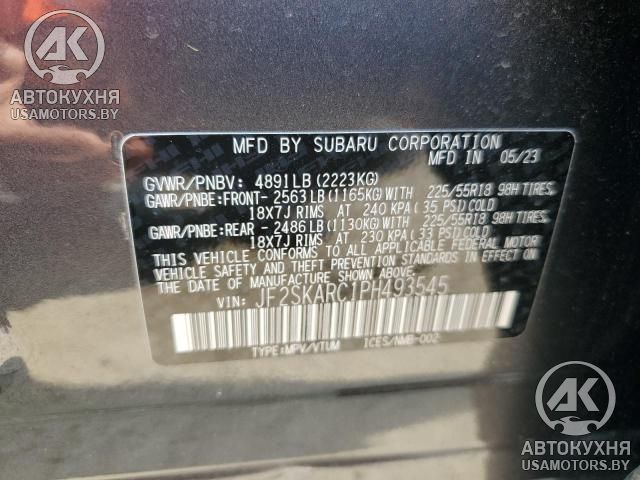 AK
АВТОКУХНЯ
USAMOTORS.BY
MFD BY SUBARU CORPORATION
MFD IN 05/23
GVWR/PNBV: 4891LB(2223KG)
GAWR/PNBE:FRONT- 2563LB(1165KG)WITH 225/55R18 98H TIRES,
18X7J RIMS AT 240 KPA(35 PSI)COLD
GAWR/PNBE:REAR - 2486LB(1130KG)WITH 225/55R18 98H TIRES,
18X7J RIMS AT 230 KPA(33 PSI)COLD
THIS VEHICLE CONFORMS TO ALL APPLICABLE FEDERAL MOTOR
VEHICLE SAFETY AND THEFT PREVENTION STANDARDS IN EFFECT ON
THE DATE OF MANUFACTURE SHOWN ABOVE.
VIN: JF2SKARC1PH493545
TYPE:MPV/VTUM ICES/NMB-002
AK
АВТОКУХНЯ
USAMOTORS.BY